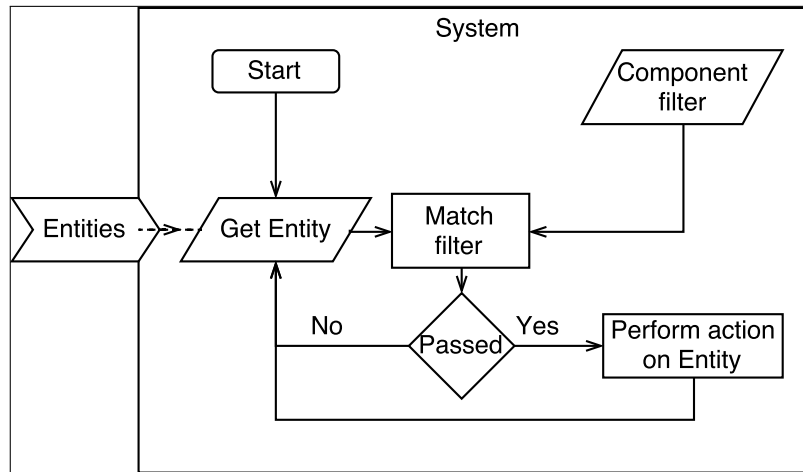 System
Start
Component
filter
Entities
Get Entity
Match
filter
No
Passed
Yes
Perform action
on Entity